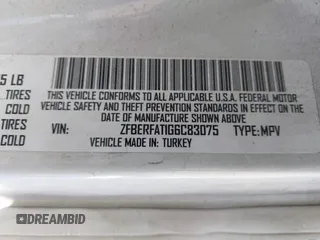 5 LB
TIRES
COLD
TIRES
COLD
THIS VEHICLE CONFORMS TO ALL APPLICABLE U.S.A. FEDERAL MOTOR
VEHICLE SAFETY AND THEFT PREVENTION STANDARDS IN EFFECT ON THE
DATE OF MANUFACTURE SHOWN ABOVE.
VIN: ZFBERFAT1G6C83075 TYPE: MPV
VEHICLE MADE IN: TURKEY
DREAMBID